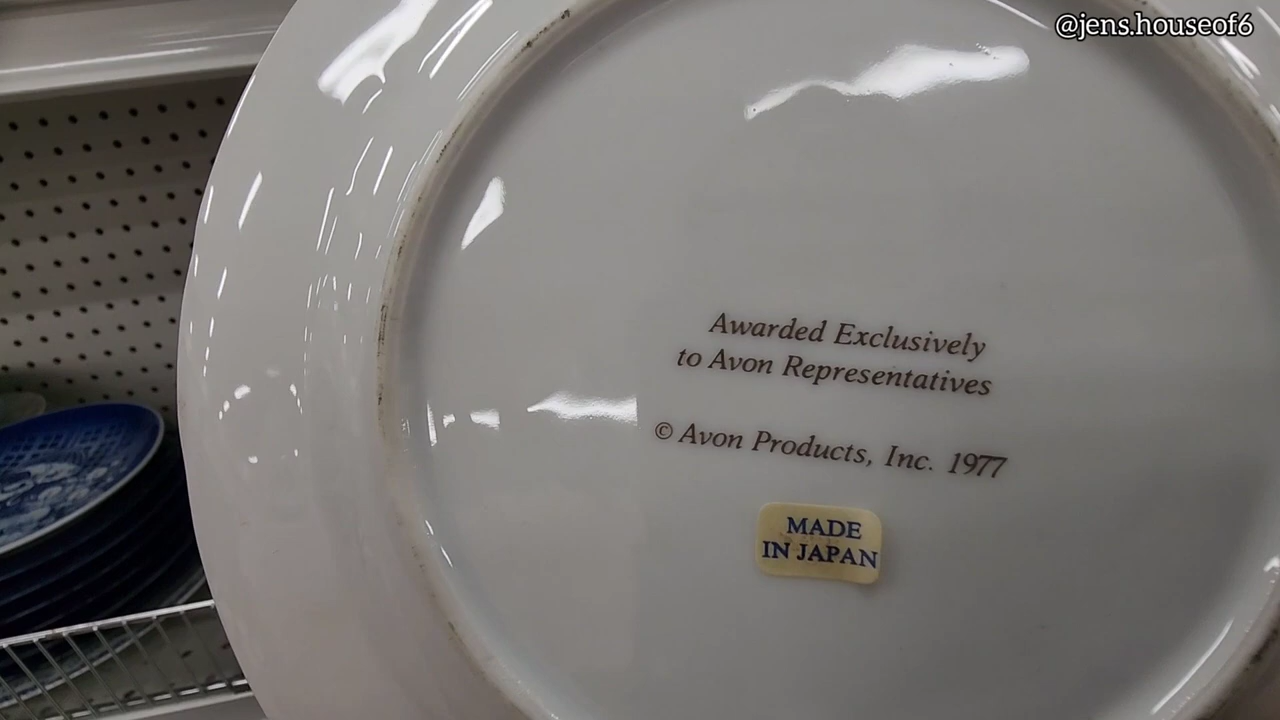 @jens.houseof6
Awarded Exclusively
to Avon Representatives
© Avon Products, Inc. 1977
MADE
IN JAPAN